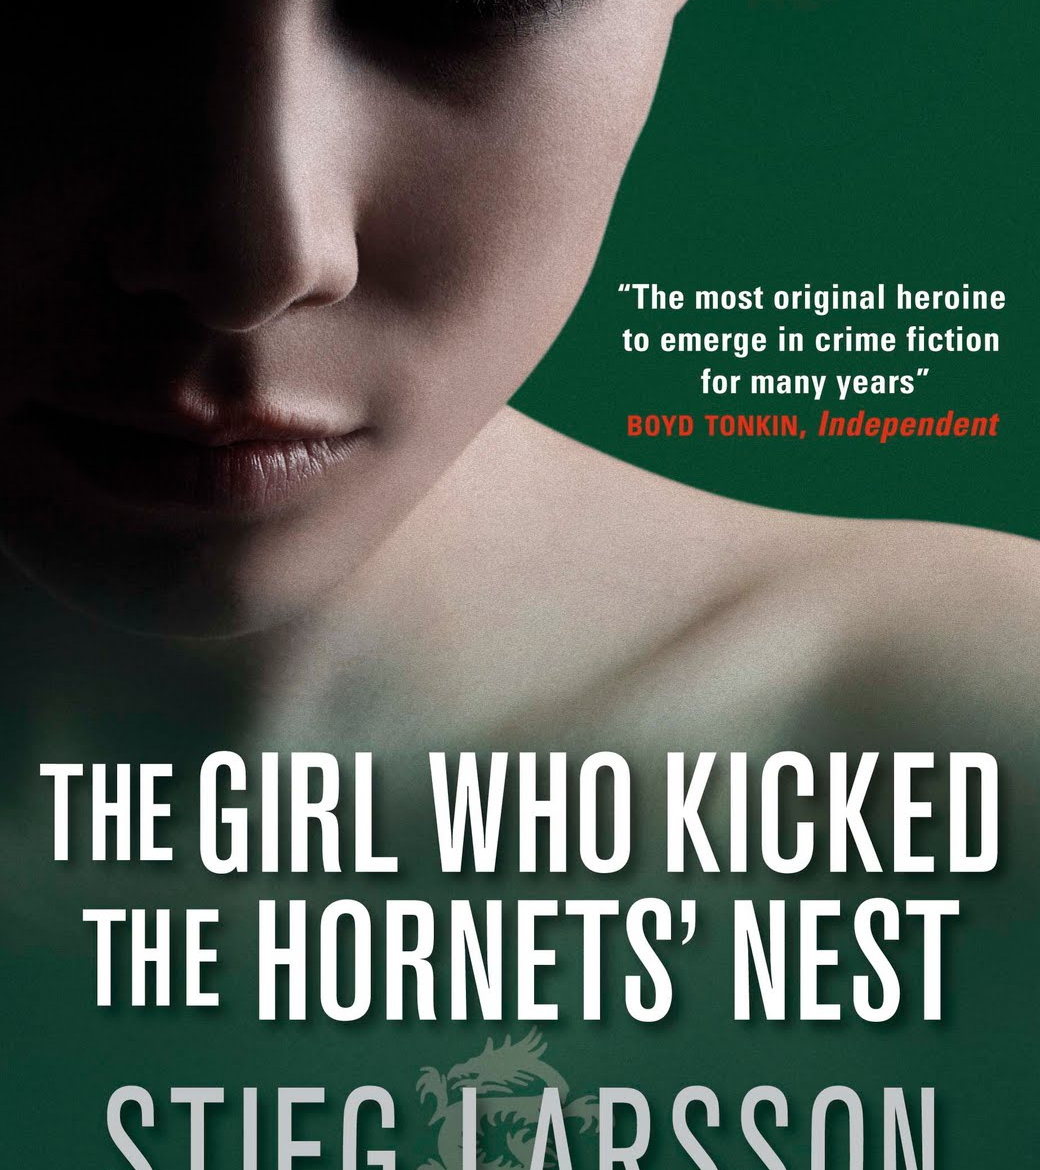 “The most original heroine
to emerge in crime fiction
for many years”
BOYD TONKIN, Independent
THE GIRL WHO KICKED
THE HORNETS’ NEST
STIEG LARSSON